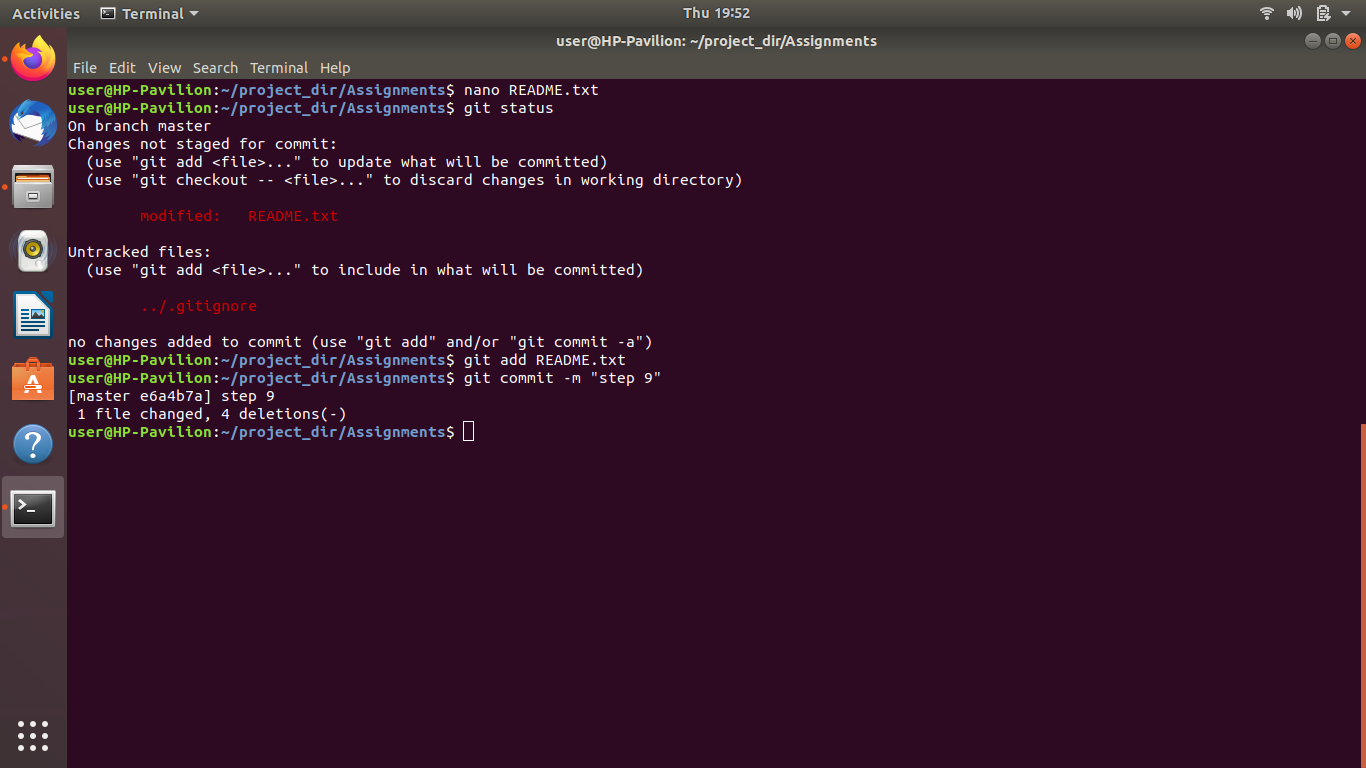 Activities Terminal Thu 19:52
user@HP-Pavilion: ~/project_dir/Assignments
File Edit View Search Terminal Help
user@HP-Pavilion:~/project_dir/Assignments$ nano README.txt
user@HP-Pavilion:~/project_dir/Assignments$ git status
On branch master
Changes not staged for commit:
  (use "git add <file>..." to update what will be committed)
  (use "git checkout -- <file>..." to discard changes in working directory)
        modified:   README.txt
Untracked files:
  (use "git add <file>..." to include in what will be committed)
        ../.gitignore
no changes added to commit (use "git add" and/or "git commit -a")
user@HP-Pavilion:~/project_dir/Assignments$ git add README.txt
user@HP-Pavilion:~/project_dir/Assignments$ git commit -m "step 9"
[master e6a4b7a] step 9
 1 file changed, 4 deletions(-)
user@HP-Pavilion:~/project_dir/Assignments$